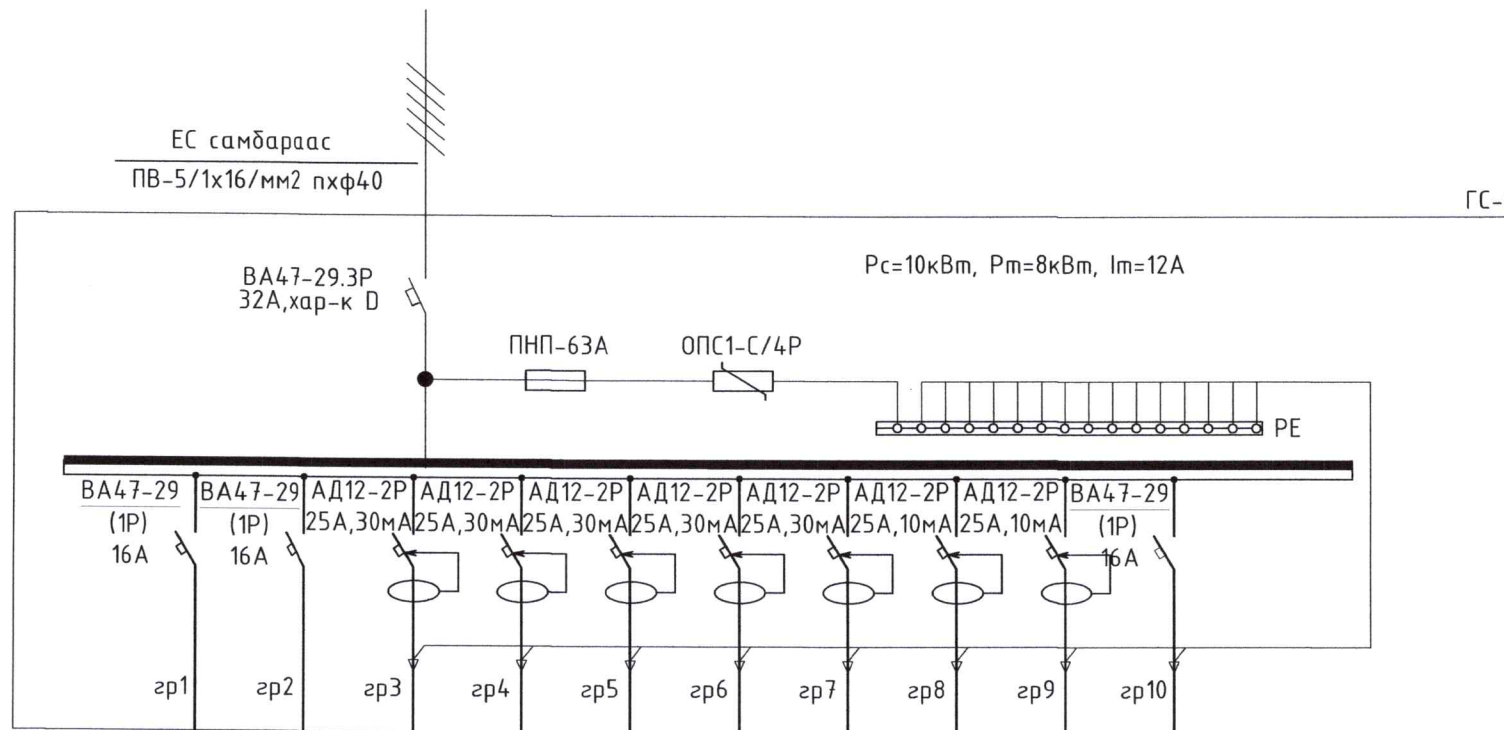 ЕС самбараас
ПВ-5/1х16/мм2 пхф40
ГС-
ВА47-29.3Р
32А,хар-к D
Рс=10кВт, Рт=8кВт, Iт=12А
ПНП-63А
ОПС1-С/4Р
РЕ
ВА47-29
(1Р)
16А
ВА47-29
(1Р)
16А
АД12-2Р
25А,30мА
АД12-2Р
25А,30мА
АД12-2Р
25А,30мА
АД12-2Р
25А,30мА
АД12-2Р
25А,30мА
АД12-2Р
25А,10мА
АД12-2Р
25А,10мА
ВА47-29
(1Р)
16А
гр1
гр2
гр3
гр4
гр5
гр6
гр7
гр8
гр9
гр10